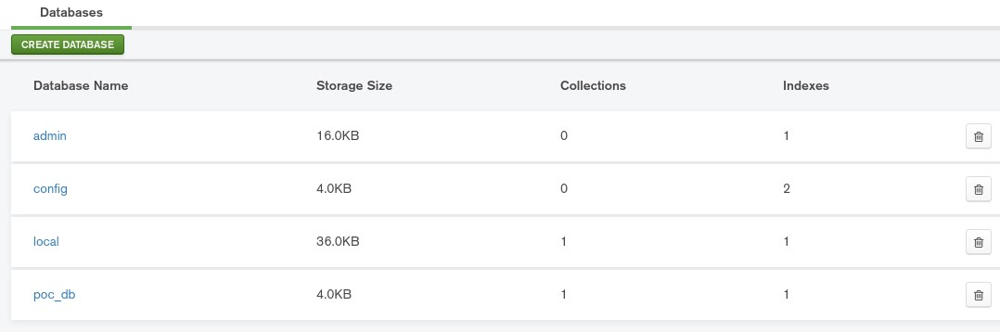 Databases
CREATE DATABASE
Database Name Storage Size Collections Indexes
admin 16.0KB 0 1
config 4.0KB 0 2
local 36.0KB 1 1
poc_db 4.0KB 1 1